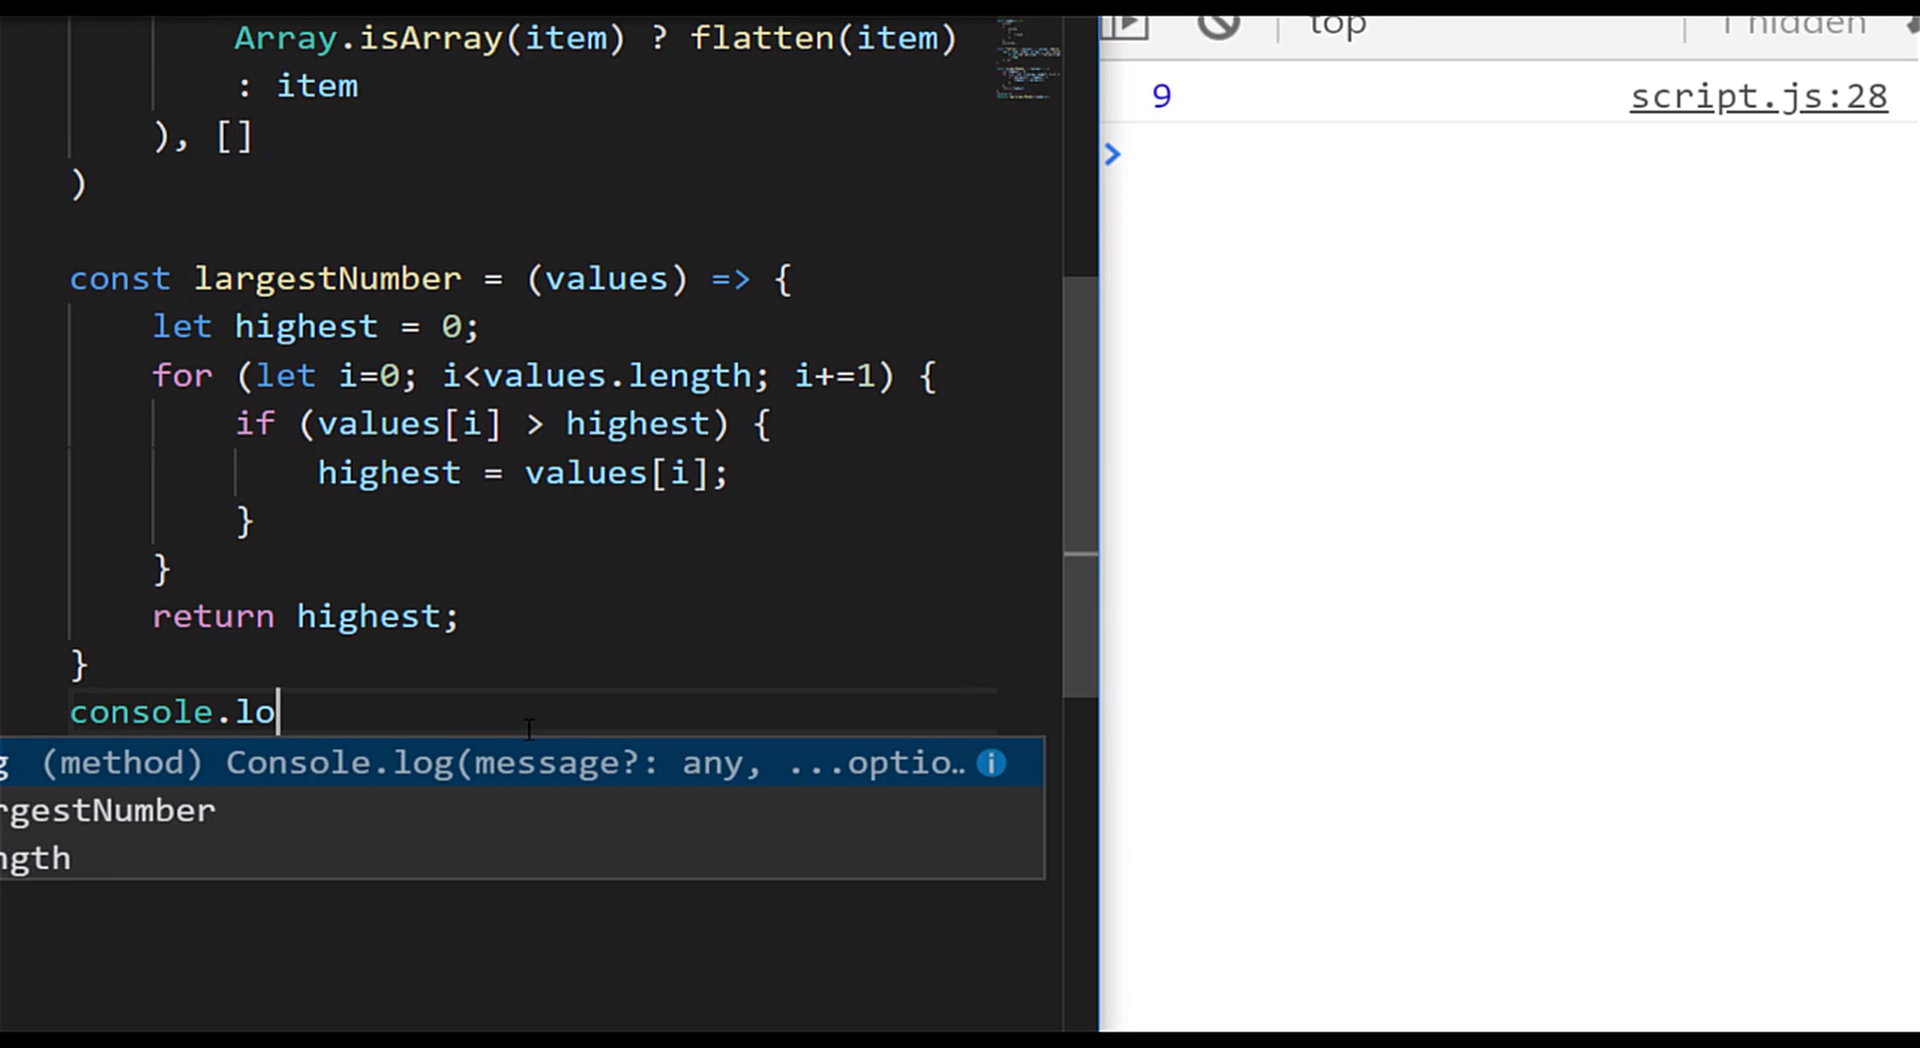 Array.isArray(item) ? flatten(item)
: item
), []
)
const largestNumber = (values) => {
let highest = 0;
for (let i=0; i<values.length; i+=1) {
if (values[i] > highest) {
highest = values[i];
}
}
return highest;
}
console.lo
g (method) Console.log(message?: any, ...optio…
rgestNumber
ngth
top
1 hidden
9 script.js:28
>